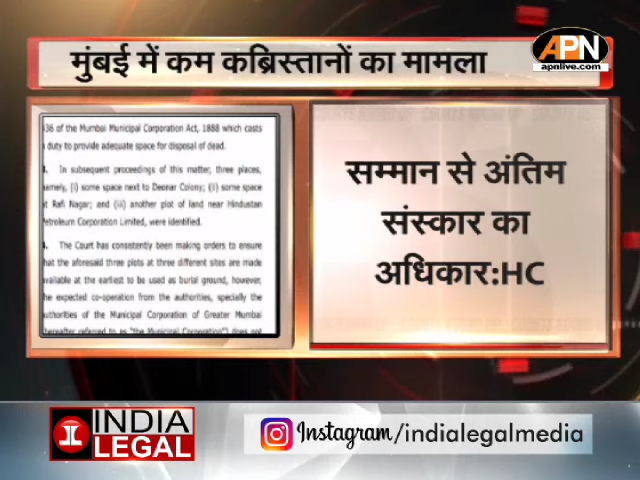 मुंबई में कम कब्रिस्तानों का मामला
APN
apnlive.com
36 of the Mumbai Municipal Corporation Act, 1888 which casts
duty to provide adequate space for disposal of dead.
In subsequent proceedings of this matter, three places,
namely, (i) some space next to Deonar Colony; (ii) some space
at Rafi Nagar; and (iii) another plot of land near Hindustan
Petroleum Corporation Limited, were identified.
The Court has consistently been making orders to ensure
that the aforesaid three plots at three different sites are made
available at the earliest to be used as burial ground, however,
the expected co-operation from the authorities, specially the
authorities of the Municipal Corporation of Greater Mumbai
(hereafter referred to as "the Municipal Corporation") does not
सम्मान से अंतिम
संस्कार का
अधिकार:HC
INDIA
LEGAL
Instagram/indialegalmedia